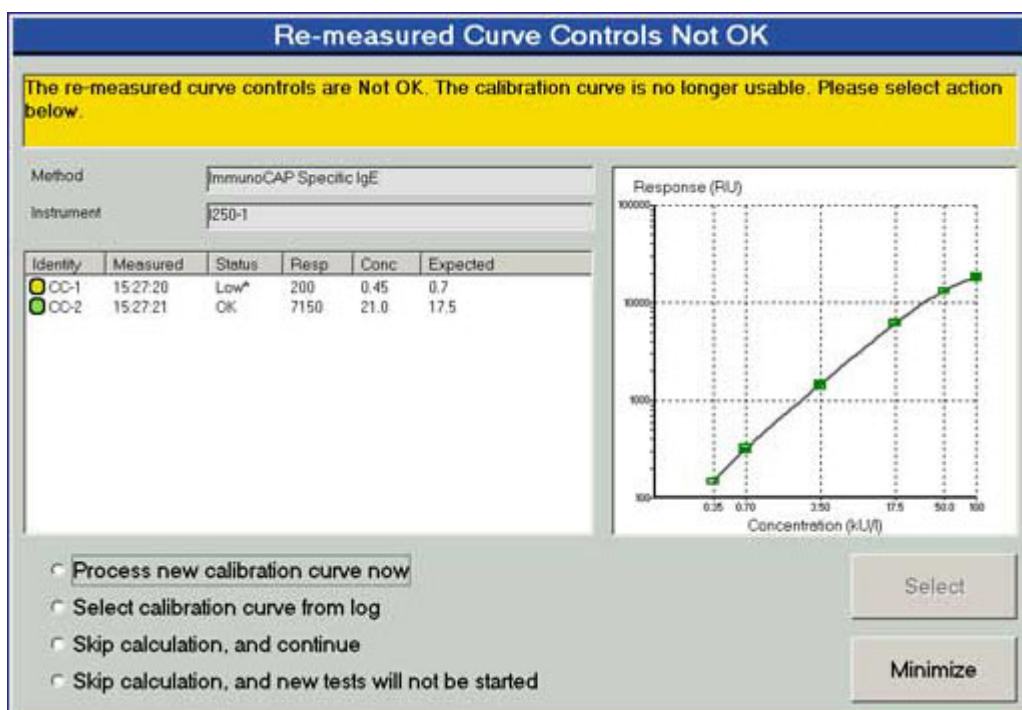 Re-measured Curve Controls Not OK
The re-measured curve controls are Not OK. The calibration curve is no longer usable. Please select action
below.
Method ImmunoCAP Specific IgE
Instrument I250-1
Identity Measured Status Resp Conc Expected
CC-1 15:27:20 Low^ 200 0.45 0.7
CC-2 15:27:21 OK 7150 21.0 17.5
Response (RU)
100000
10000
1000
100
0.35 0.70 3.50 17.5 50.0 100
Concentration (kU/l)
Process new calibration curve now
Select calibration curve from log
Skip calculation, and continue
Skip calculation, and new tests will not be started
Select
Minimize